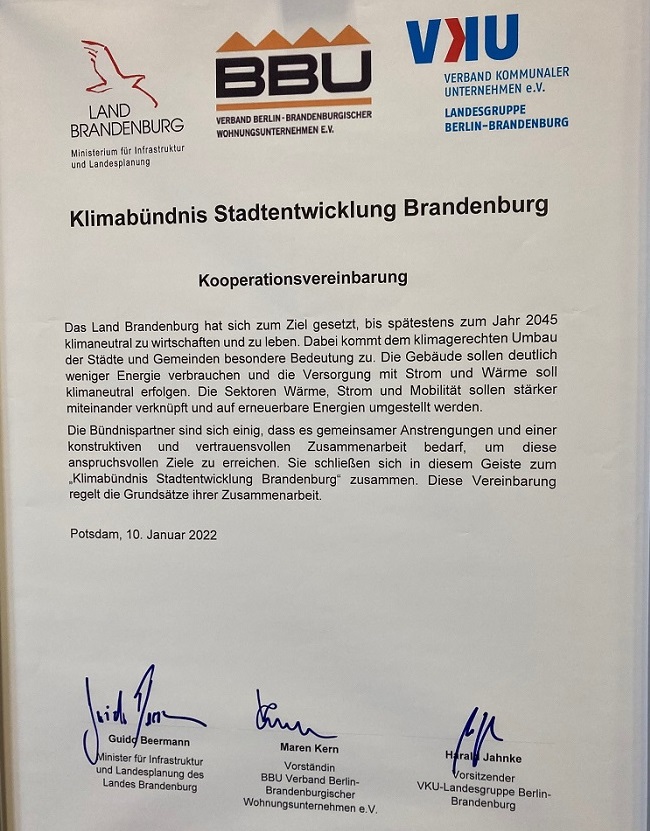 LAND
BRANDENBURG
Ministerium für Infrastruktur
und Landesplanung
BBU
VERBAND BERLIN-BRANDENBURGISCHER
WOHNUNGSUNTERNEHMEN E.V.
VKU
VERBAND KOMMUNALER
UNTERNEHMEN e.V.
LANDESGRUPPE
BERLIN-BRANDENBURG
Klimabündnis Stadtentwicklung Brandenburg
Kooperationsvereinbarung
Das Land Brandenburg hat sich zum Ziel gesetzt, bis spätestens zum Jahr 2045
klimaneutral zu wirtschaften und zu leben. Dabei kommt dem klimagerechten Umbau
der Städte und Gemeinden besondere Bedeutung zu. Die Gebäude sollen deutlich
weniger Energie verbrauchen und die Versorgung mit Strom und Wärme soll
klimaneutral erfolgen. Die Sektoren Wärme, Strom und Mobilität sollen stärker
miteinander verknüpft und auf erneuerbare Energien umgestellt werden.
Die Bündnispartner sind sich einig, dass es gemeinsamer Anstrengungen und einer
konstruktiven und vertrauensvollen Zusammenarbeit bedarf, um diese
anspruchsvollen Ziele zu erreichen. Sie schließen sich in diesem Geiste zum
„Klimabündnis Stadtentwicklung Brandenburg“ zusammen. Diese Vereinbarung
regelt die Grundsätze ihrer Zusammenarbeit.
Potsdam, 10. Januar 2022
Guido Beermann
Minister für Infrastruktur
und Landesplanung des
Landes Brandenburg
Maren Kern
Vorständin
BBU Verband Berlin-
Brandenburgischer
Wohnungsunternehmen e.V.
Harald Jahnke
Vorsitzender
VKU-Landesgruppe Berlin-
Brandenburg